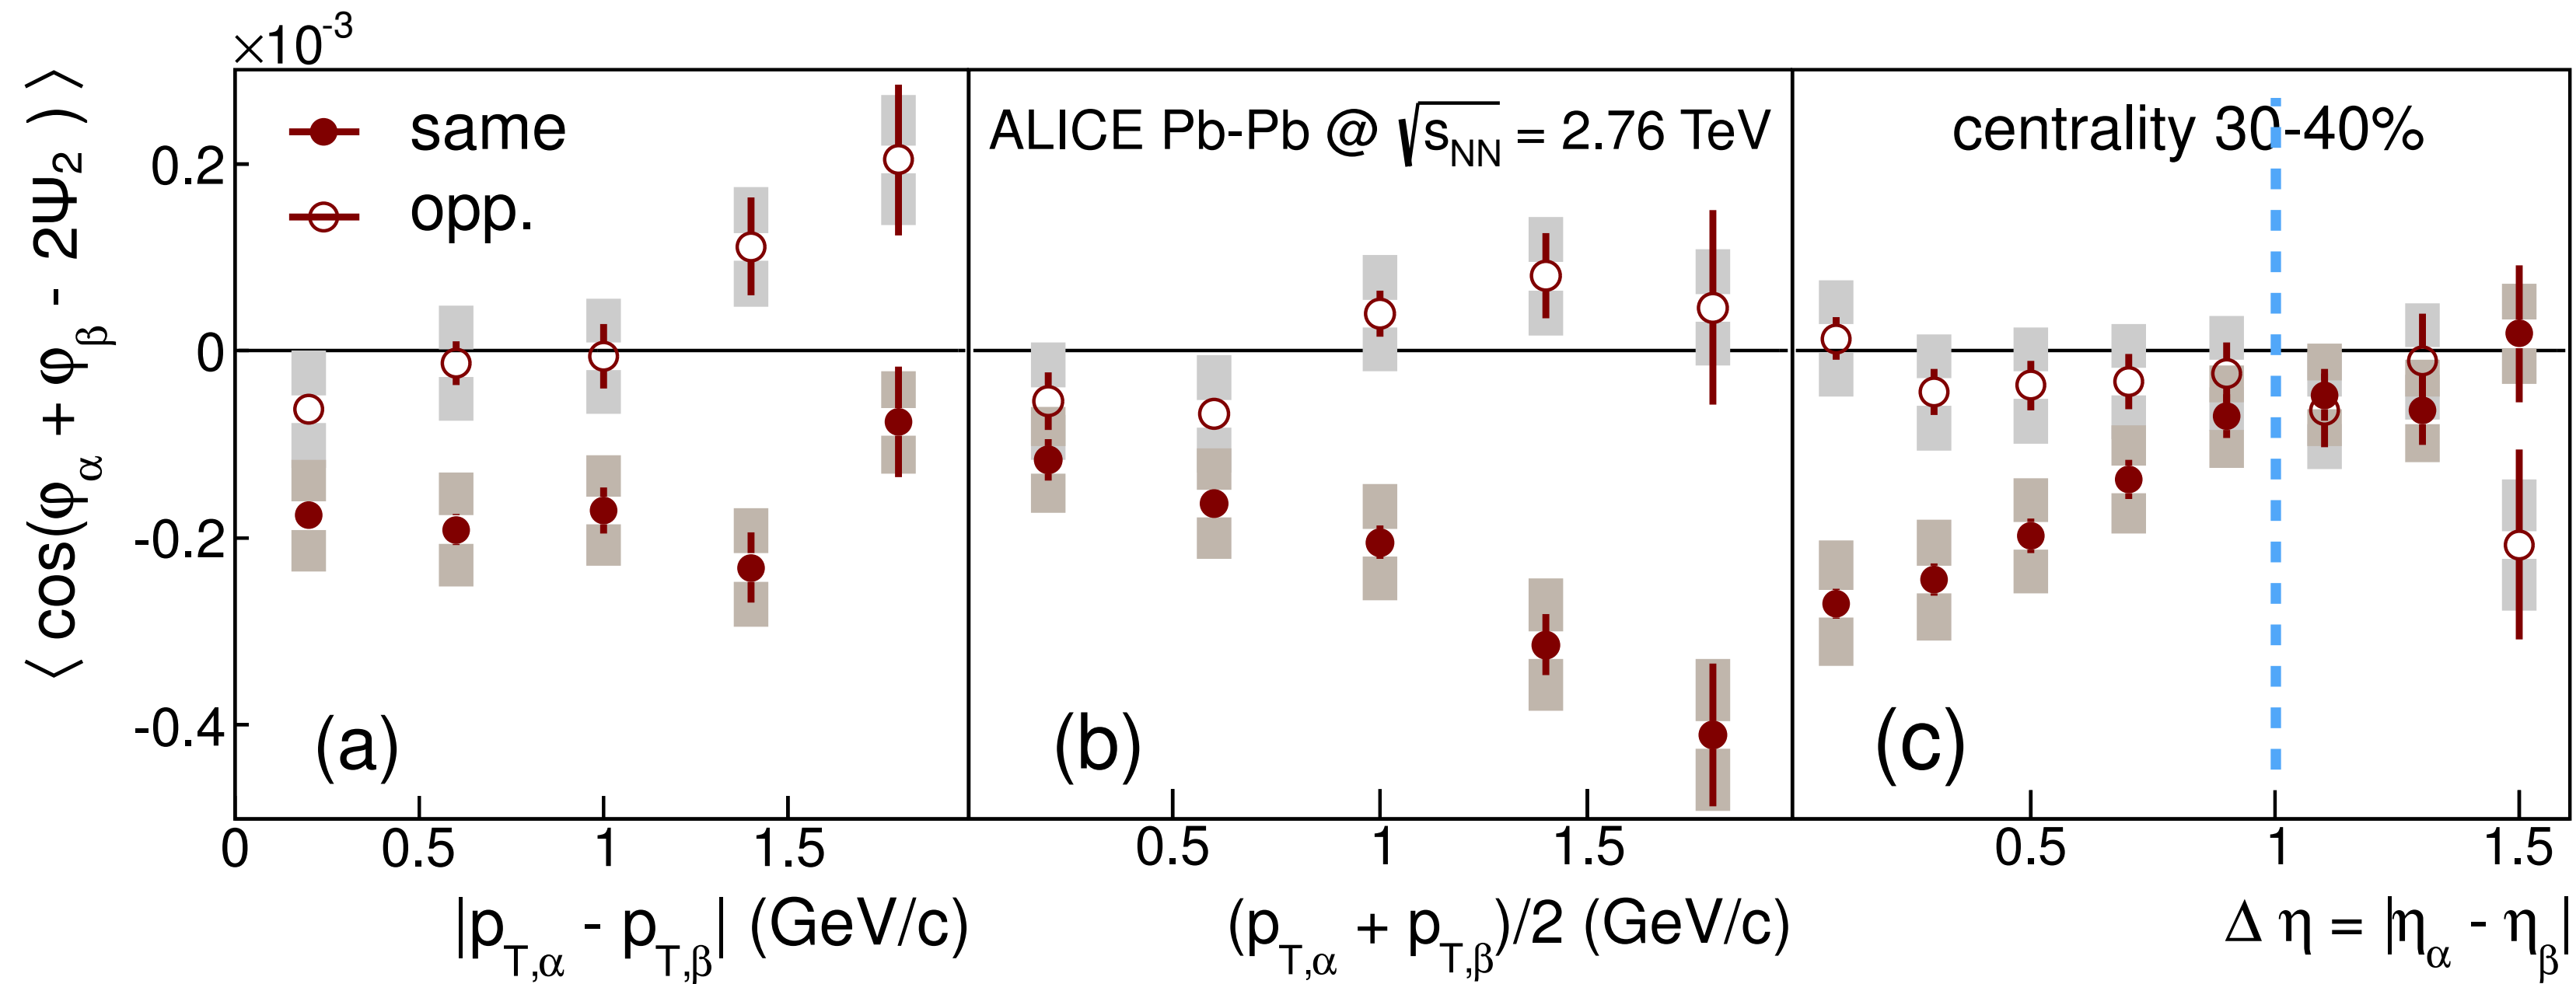 ×10⁻³
⟨ cos(φα + φβ - 2Ψ₂ ) ⟩
0.2
0
-0.2
-0.4
same
opp.
ALICE Pb-Pb @ √sNN = 2.76 TeV
centrality 30-40%
(a)
(b)
(c)
0 0.5 1 1.5
0.5 1 1.5
0.5 1 1.5
|pT,α - pT,β| (GeV/c)
(pT,α + pT,β)/2 (GeV/c)
Δ η = |ηα - ηβ|